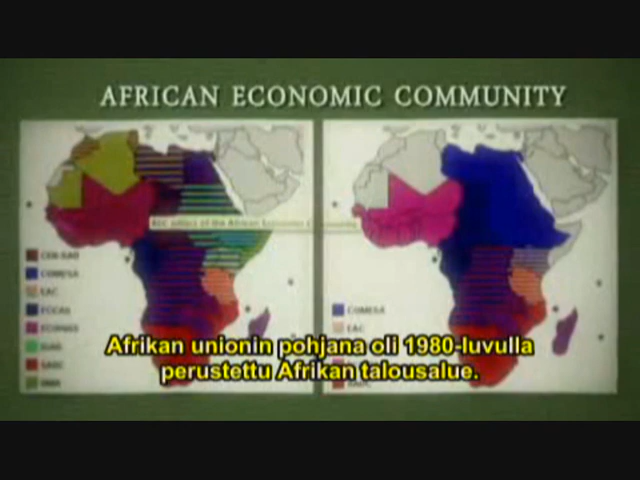 AFRICAN ECONOMIC COMMUNITY
CEN-SAD
COMESA
EAC
ECCAS
ECOWAS
IGAD
SADC
COMESA
EAC
SADC
Afrikan unionin pohjana oli 1980-luvulla
perustettu Afrikan talousalue.